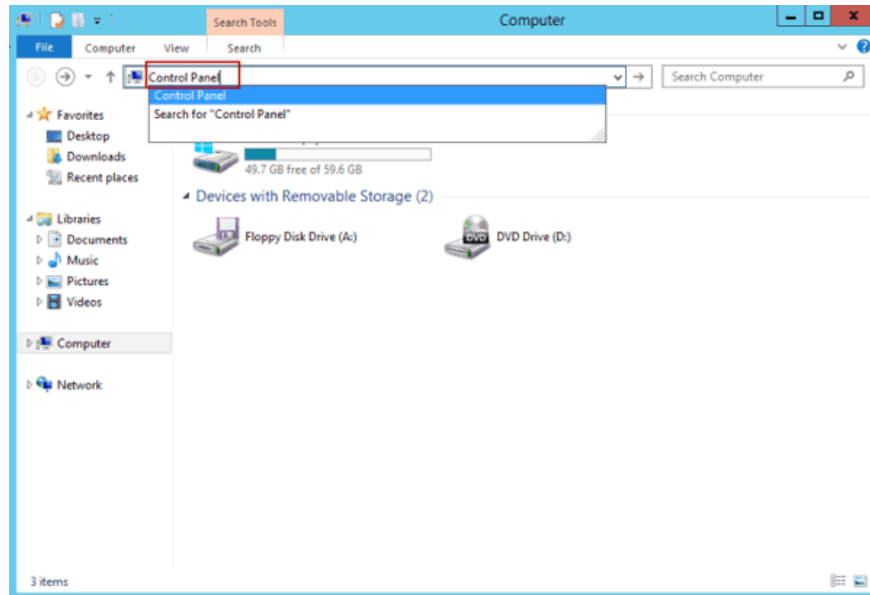 Search Tools
Computer
File
Computer
View
Search
Control Panel
Search Computer
Control Panel
Search for "Control Panel"
Favorites
Desktop
Downloads
Recent places
Libraries
Documents
Music
Pictures
Videos
Computer
Network
49.7 GB free of 59.6 GB
Devices with Removable Storage (2)
Floppy Disk Drive (A:)
DVD
DVD Drive (D:)
3 items